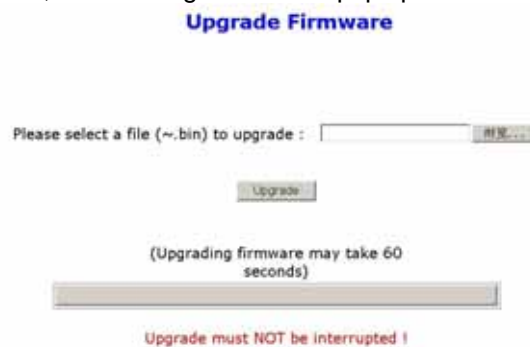 Upgrade Firmware
Please select a file (~.bin) to upgrade :
Upgrade
(Upgrading firmware may take 60
seconds)
Upgrade must NOT be interrupted !